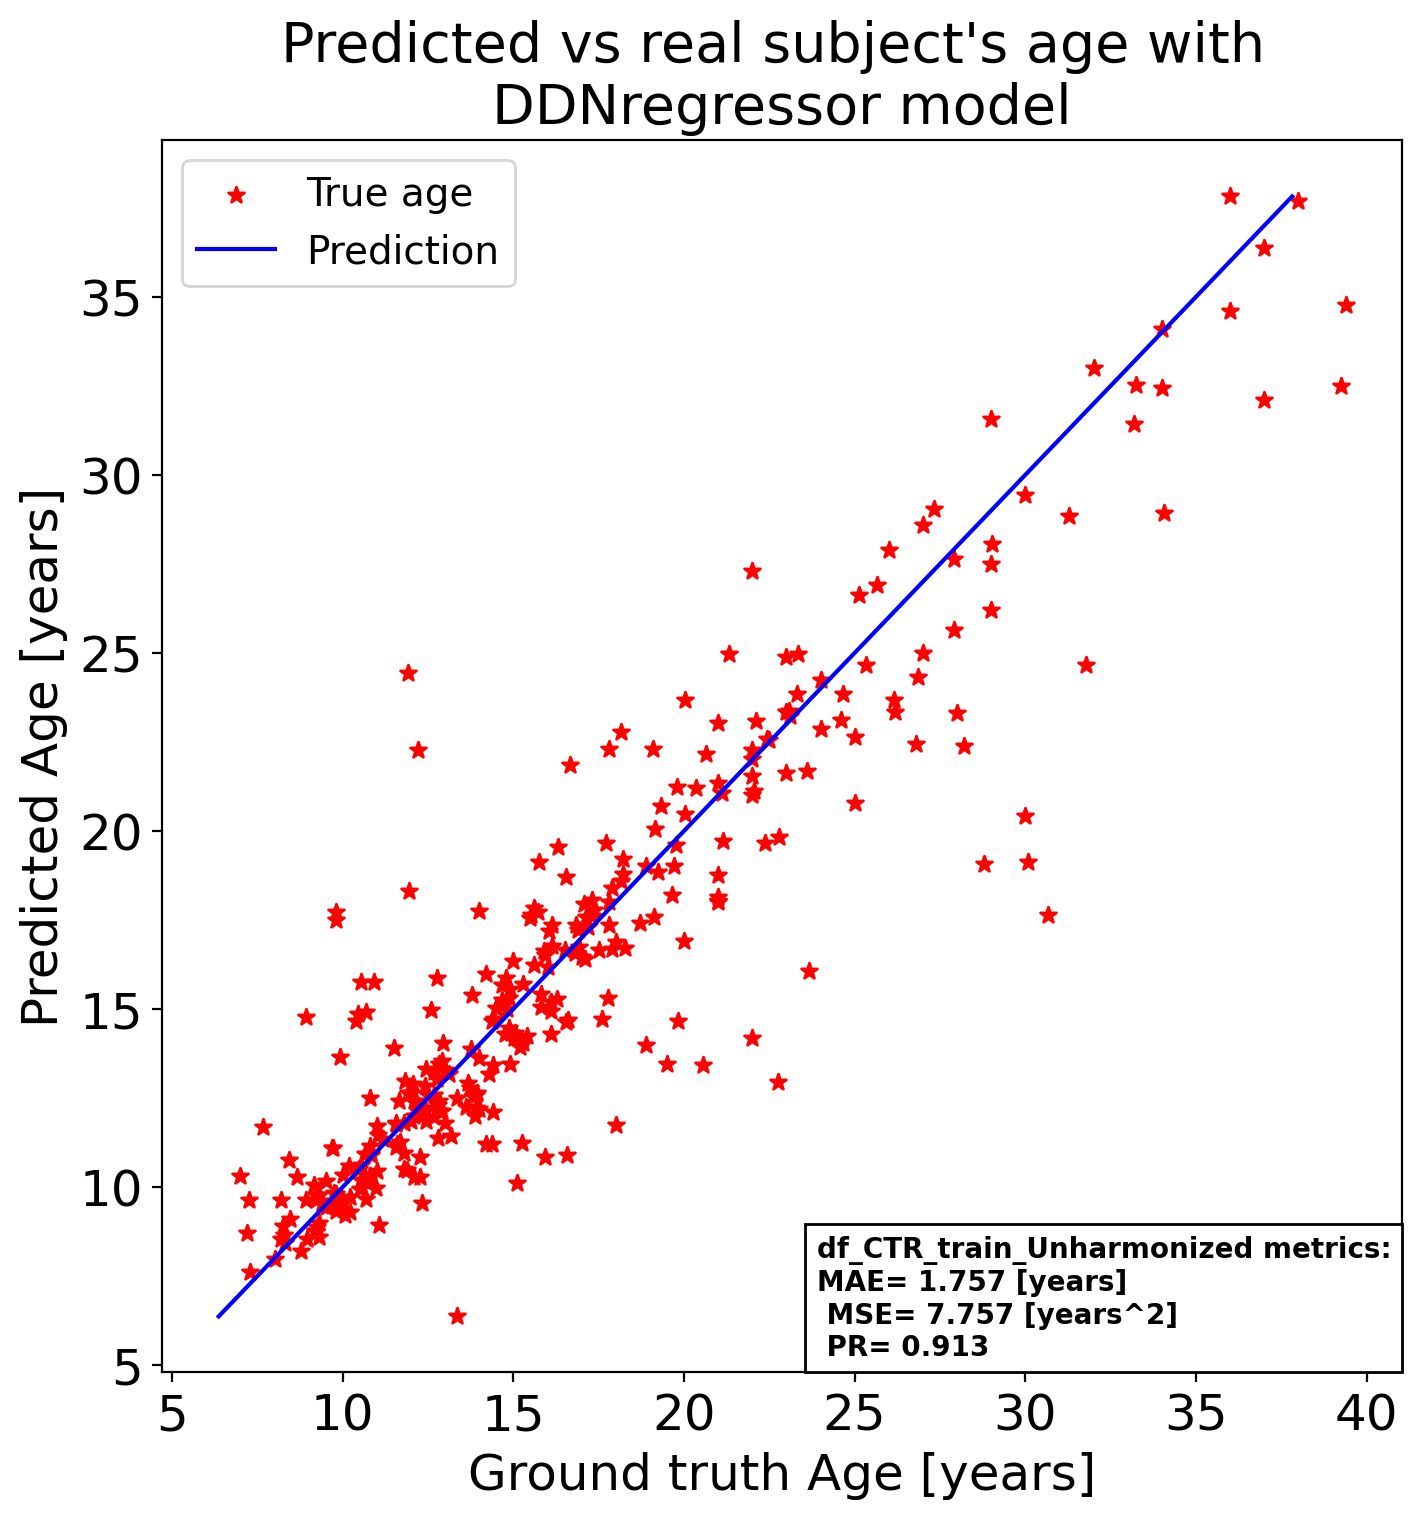 Predicted vs real subject's age with
DDNregressor model
True age
Prediction
Predicted Age [years]
35
30
25
20
15
10
5
df_CTR_train_Unharmonized metrics:
MAE= 1.757 [years]
MSE= 7.757 [years^2]
PR= 0.913
5 10 15 20 25 30 35 40
Ground truth Age [years]